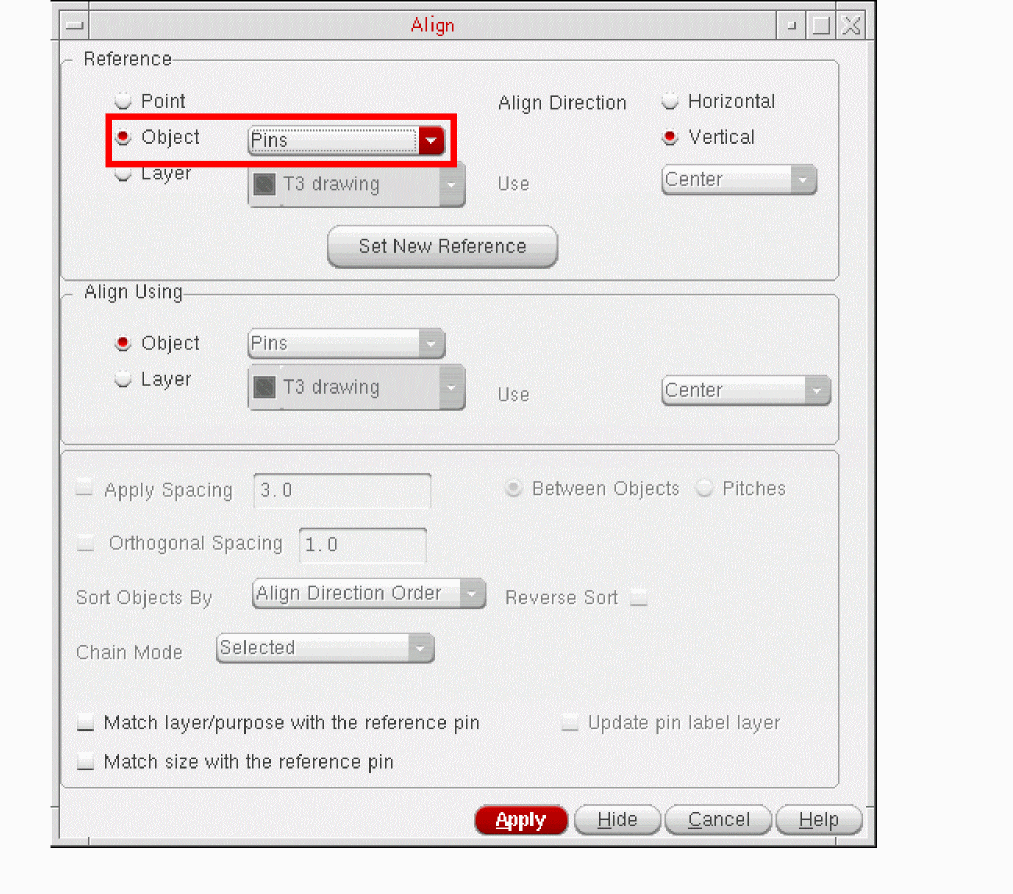 Align
Reference
Point
Align Direction
Horizontal
Object
Pins
Vertical
Layer
T3 drawing
Use
Center
Set New Reference
Align Using
Object
Pins
Layer
T3 drawing
Use
Center
Apply Spacing
3.0
Between Objects
Pitches
Orthogonal Spacing
1.0
Sort Objects By
Align Direction Order
Reverse Sort
Chain Mode
Selected
Match layer/purpose with the reference pin
Update pin label layer
Match size with the reference pin
Apply
Hide
Cancel
Help